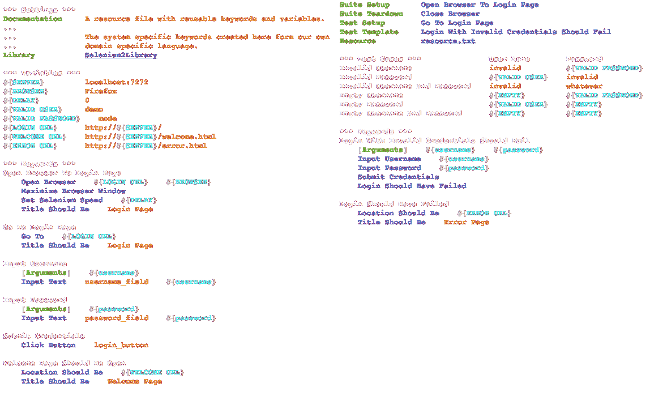 *** Settings ***
Documentation     A resource file with reusable keywords and variables.
...
...               The system specific keywords created here form our own
...               domain specific language.
Library           Selenium2Library
*** Variables ***
${SERVER}         localhost:7272
${BROWSER}        Firefox
${DELAY}          0
${VALID USER}     demo
${VALID PASSWORD}    mode
${LOGIN URL}      http://${SERVER}/
${WELCOME URL}    http://${SERVER}/welcome.html
${ERROR URL}      http://${SERVER}/error.html
*** Keywords ***
Open Browser To Login Page
    Open Browser    ${LOGIN URL}    ${BROWSER}
    Maximize Browser Window
    Set Selenium Speed    ${DELAY}
    Title Should Be    Login Page
Go To Login Page
    Go To    ${LOGIN URL}
    Title Should Be    Login Page
Input Username
    [Arguments]    ${username}
    Input Text    username_field    ${username}
Input Password
    [Arguments]    ${password}
    Input Text    password_field    ${password}
Submit Credentials
    Click Button    login_button
Welcome Page Should Be Open
    Location Should Be    ${WELCOME URL}
    Title Should Be    Welcome Page
Suite Setup       Open Browser To Login Page
Suite Teardown    Close Browser
Test Setup        Go To Login Page
Test Template     Login With Invalid Credentials Should Fail
Resource          resource.txt
*** Test Cases ***               User Name        Password
Invalid Username                 invalid          ${VALID PASSWORD}
Invalid Password                 ${VALID USER}    invalid
Invalid Username And Password    invalid          whatever
Empty Username                   ${EMPTY}         ${VALID PASSWORD}
Empty Password                   ${VALID USER}    ${EMPTY}
Empty Username And Password      ${EMPTY}         ${EMPTY}
*** Keywords ***
Login With Invalid Credentials Should Fail
    [Arguments]    ${username}    ${password}
    Input Username    ${username}
    Input Password    ${password}
    Submit Credentials
    Login Should Have Failed
Login Should Have Failed
    Location Should Be    ${ERROR URL}
    Title Should Be    Error Page